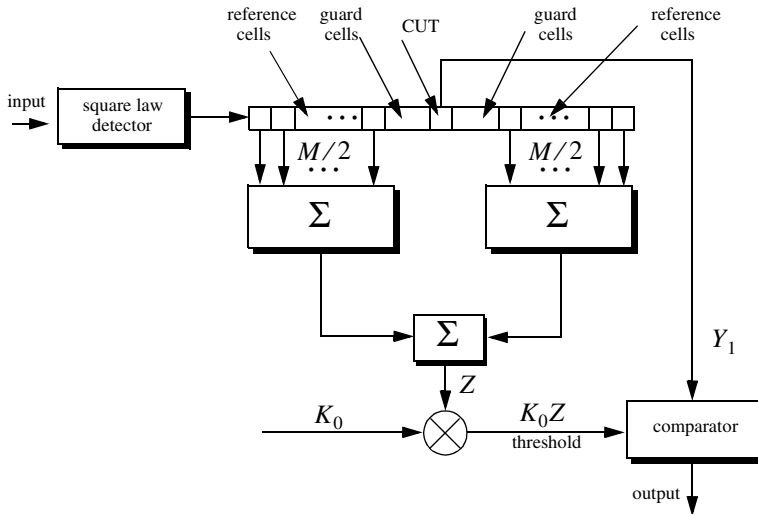 reference
cells
guard
cells
CUT
guard
cells
reference
cells
input
square law
detector
•••
•••
M/2
•••
M/2
•••
Σ
Σ
Σ
Y1
Z
K0
K0Z
threshold
comparator
output